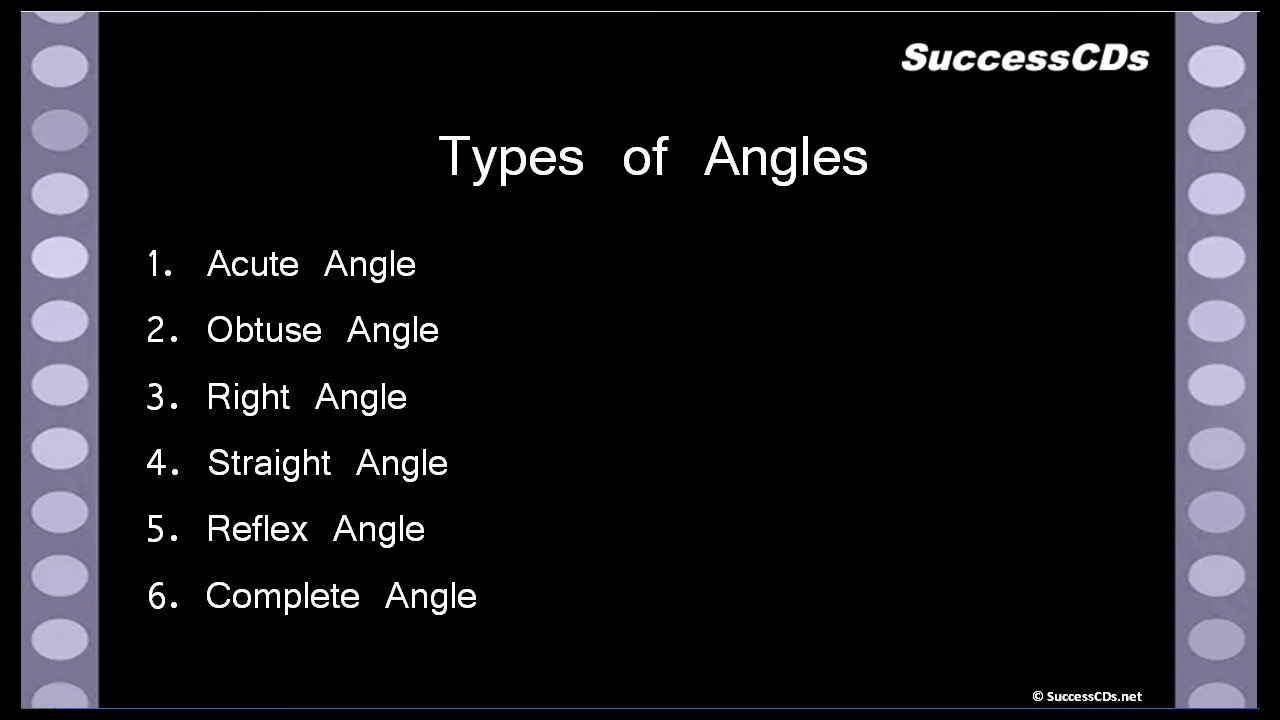 SuccessCDs
Types of Angles
1. Acute Angle
2. Obtuse Angle
3. Right Angle
4. Straight Angle
5. Reflex Angle
6. Complete Angle
© SuccessCDs.net